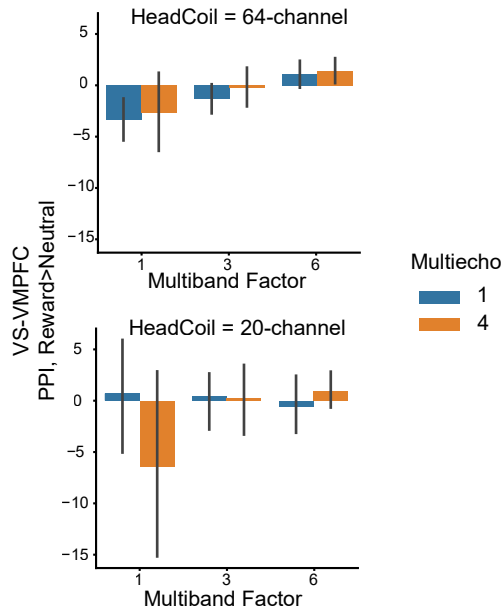 HeadCoil = 64-channel
5
0
−5
−10
−15
1 3 6
Multiband Factor
VS-VMPFC
PPI, Reward>Neutral
Multiecho
1
4
HeadCoil = 20-channel
5
0
−5
−10
−15
1 3 6
Multiband Factor